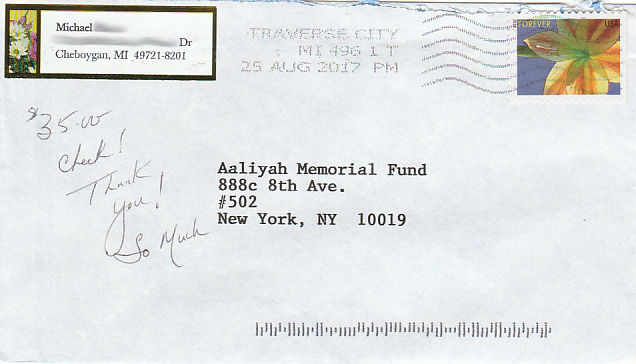 Michael
Dr
Cheboygan, MI 49721-8201
TRAVERSE CITY
MI 496 1 T
25 AUG 2017 PM
FOREVER USA
$35.00
Check!
Thank
you!
So Much
Aaliyah Memorial Fund
888c 8th Ave.
#502
New York, NY 10019